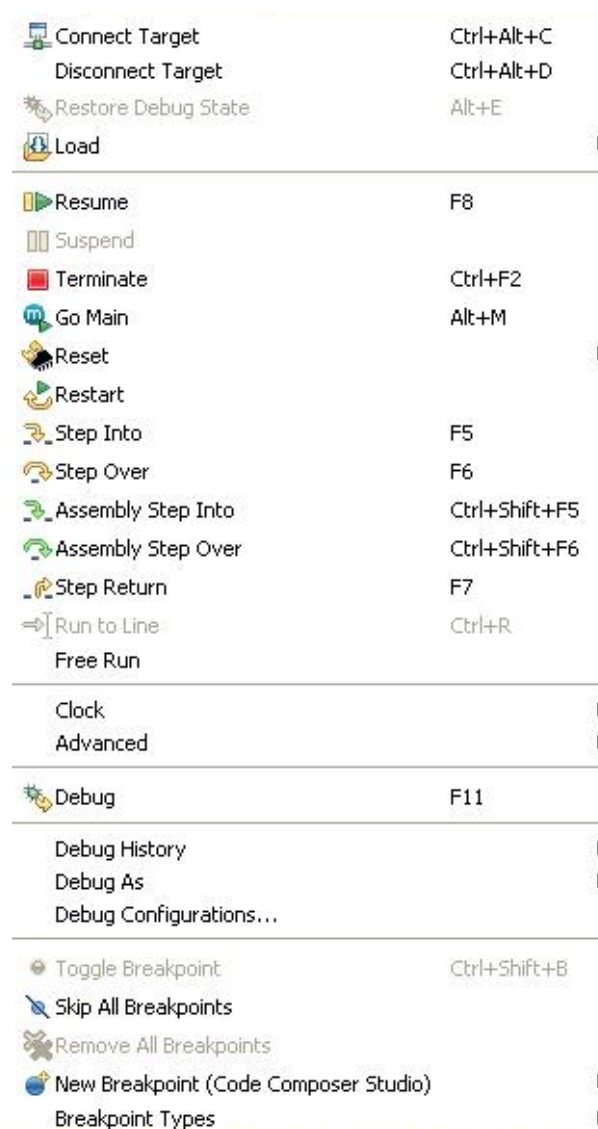 Connect Target Ctrl+Alt+C
Disconnect Target Ctrl+Alt+D
Restore Debug State Alt+E
Load
Resume F8
Suspend
Terminate Ctrl+F2
Go Main Alt+M
Reset
Restart
Step Into F5
Step Over F6
Assembly Step Into Ctrl+Shift+F5
Assembly Step Over Ctrl+Shift+F6
Step Return F7
Run to Line Ctrl+R
Free Run
Clock
Advanced
Debug F11
Debug History
Debug As
Debug Configurations...
Toggle Breakpoint Ctrl+Shift+B
Skip All Breakpoints
Remove All Breakpoints
New Breakpoint (Code Composer Studio)
Breakpoint Types